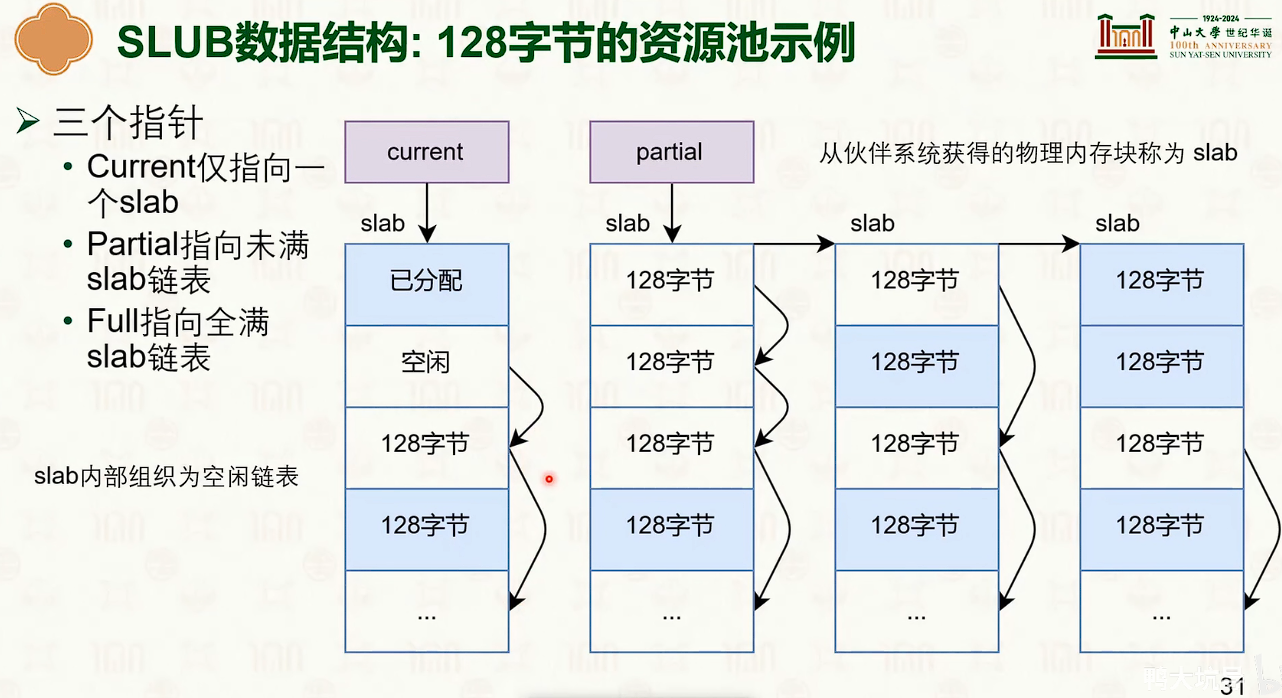 SLUB数据结构: 128字节的资源池示例
1924-2024
中山大学 世纪华诞
100th ANNIVERSARY
SUN YAT-SEN UNIVERSITY
三个指针
Current仅指向一
个slab
Partial指向未满
slab链表
Full指向全满
slab链表
slab内部组织为空闲链表
current
partial
从伙伴系统获得的物理内存块称为 slab
slab
slab
slab
slab
已分配
128字节
128字节
128字节
空闲
128字节
128字节
128字节
128字节
128字节
128字节
128字节
128字节
128字节
128字节
128字节
...
...
...
...
31